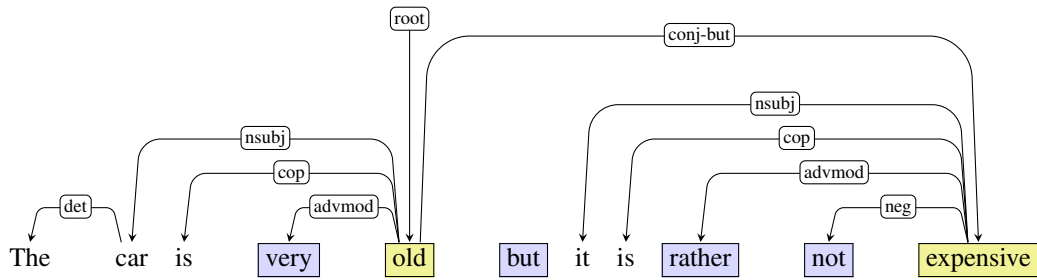 root
conj-but
nsubj
nsubj cop
cop advmod
det advmod neg
The car is very old but it is rather not expensive